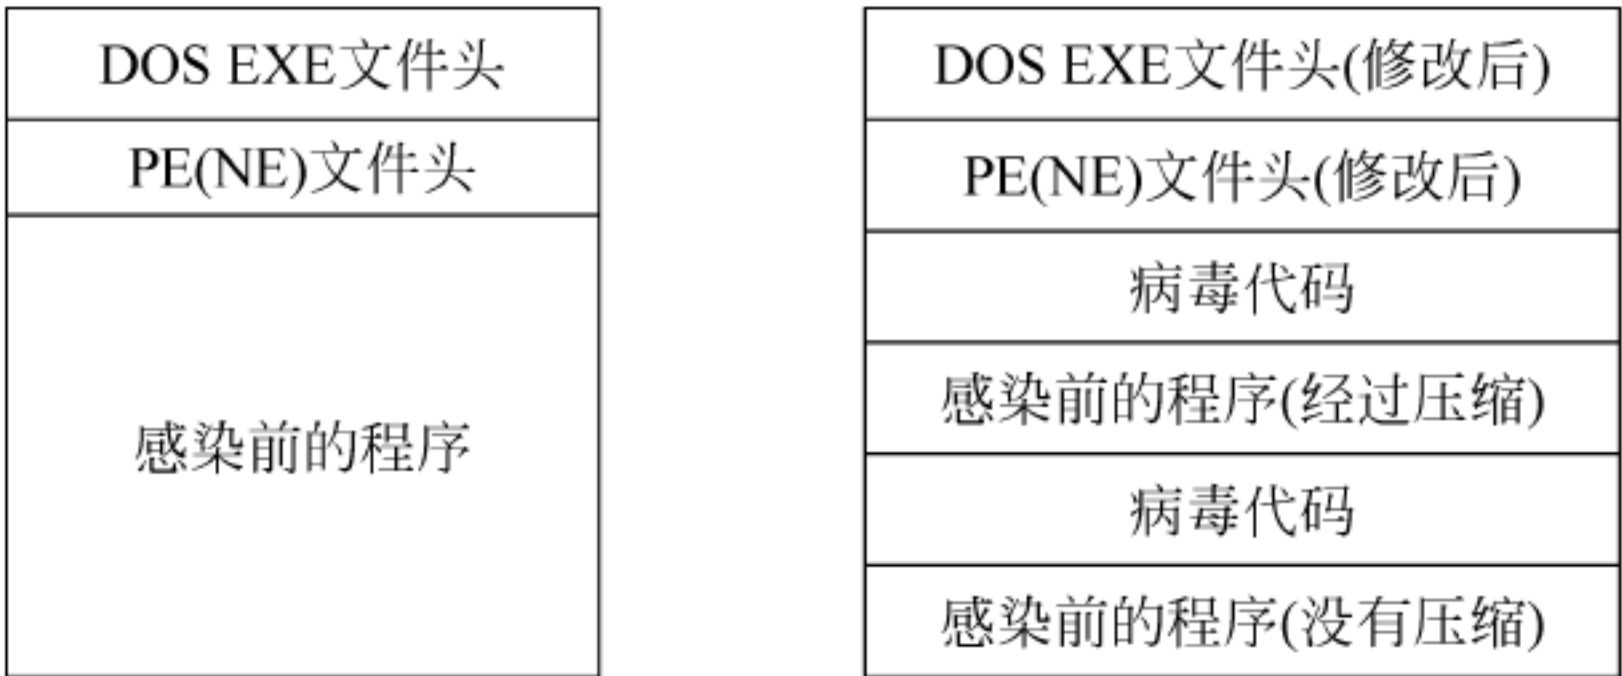 DOS EXE文件头
PE(NE)文件头
感染前的程序
DOS EXE文件头(修改后)
PE(NE)文件头(修改后)
病毒代码
感染前的程序(经过压缩)
病毒代码
感染前的程序(没有压缩)